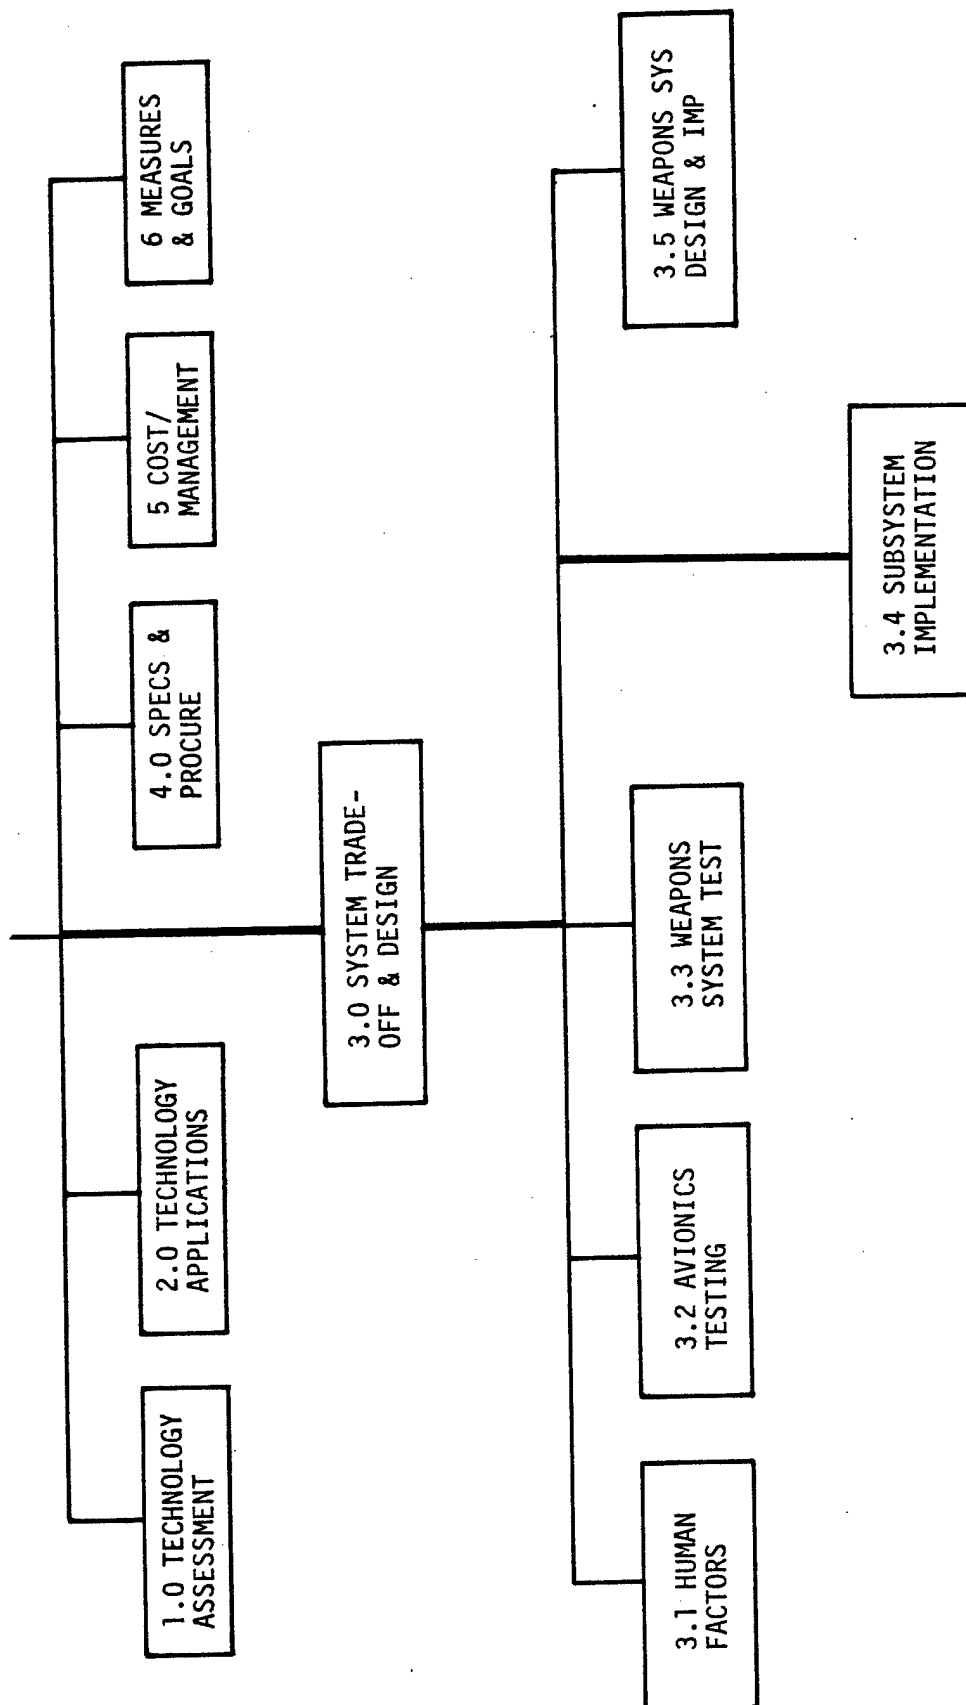 1.0 TECHNOLOGY
ASSESSMENT
2.0 TECHNOLOGY
APPLICATIONS
3.0 SYSTEM TRADE-
OFF & DESIGN
4.0 SPECS &
PROCURE
5 COST/
MANAGEMENT
6 MEASURES
& GOALS
3.1 HUMAN
FACTORS
3.2 AVIONICS
TESTING
3.3 WEAPONS
SYSTEM TEST
3.4 SUBSYSTEM
IMPLEMENTATION
3.5 WEAPONS SYS
DESIGN & IMP